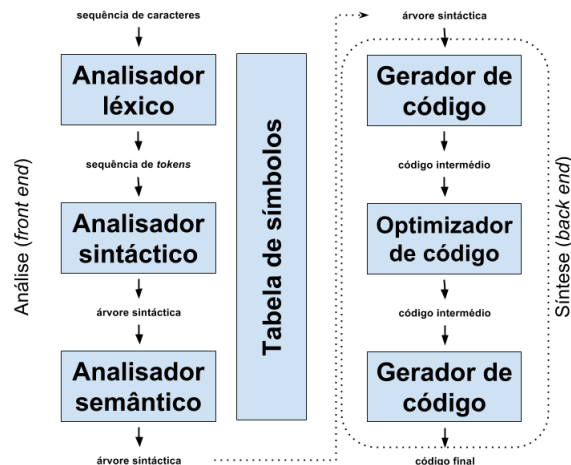 sequência de caracteres
Analisador
léxico
sequência de tokens
Analisador
sintáctico
árvore sintáctica
Analisador
semântico
árvore sintáctica
Análise (front end)
Tabela de símbolos
árvore sintáctica
Gerador de
código
código intermédio
Optimizador
de código
código intermédio
Gerador de
código
código final
Síntese (back end)